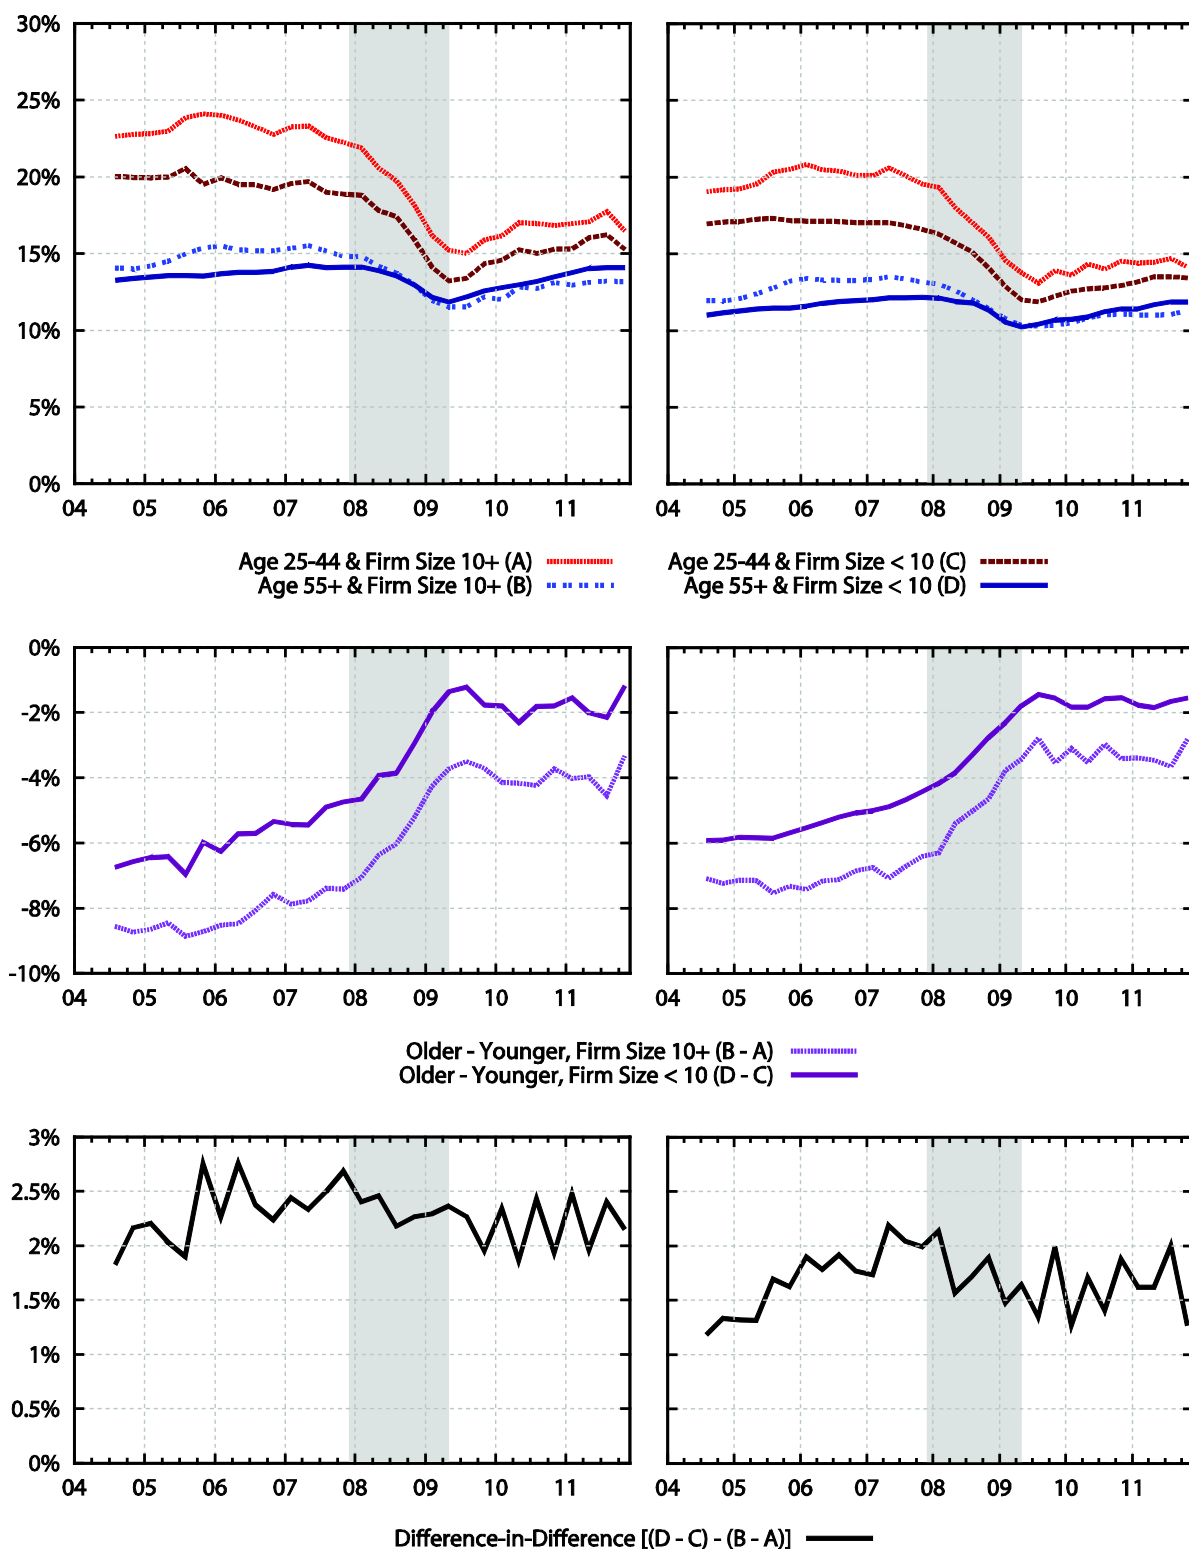 30%
25%
20%
15%
10%
5%
0%
04 05 06 07 08 09 10 11
04 05 06 07 08 09 10 11
Age 25-44 & Firm Size 10+ (A)
Age 55+ & Firm Size 10+ (B)
Age 25-44 & Firm Size < 10 (C)
Age 55+ & Firm Size < 10 (D)
0%
-2%
-4%
-6%
-8%
-10%
04 05 06 07 08 09 10 11
04 05 06 07 08 09 10 11
Older - Younger, Firm Size 10+ (B - A)
Older - Younger, Firm Size < 10 (D - C)
3%
2.5%
2%
1.5%
1%
0.5%
0%
04 05 06 07 08 09 10 11
04 05 06 07 08 09 10 11
Difference-in-Difference [(D - C) - (B - A)]